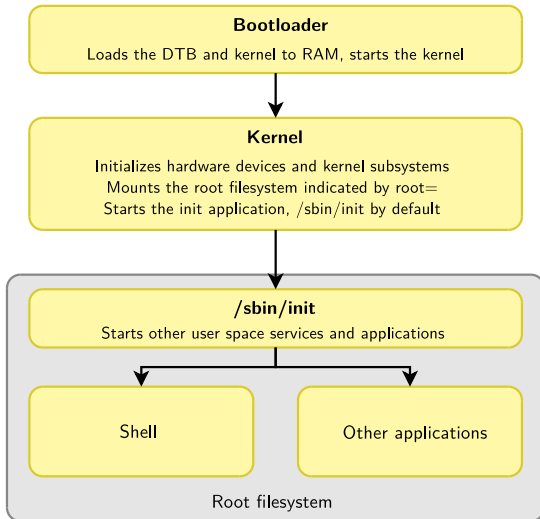 Bootloader
Loads the DTB and kernel to RAM, starts the kernel
Kernel
Initializes hardware devices and kernel subsystems
Mounts the root filesystem indicated by root=
Starts the init application, /sbin/init by default
/sbin/init
Starts other user space services and applications
Shell
Other applications
Root filesystem